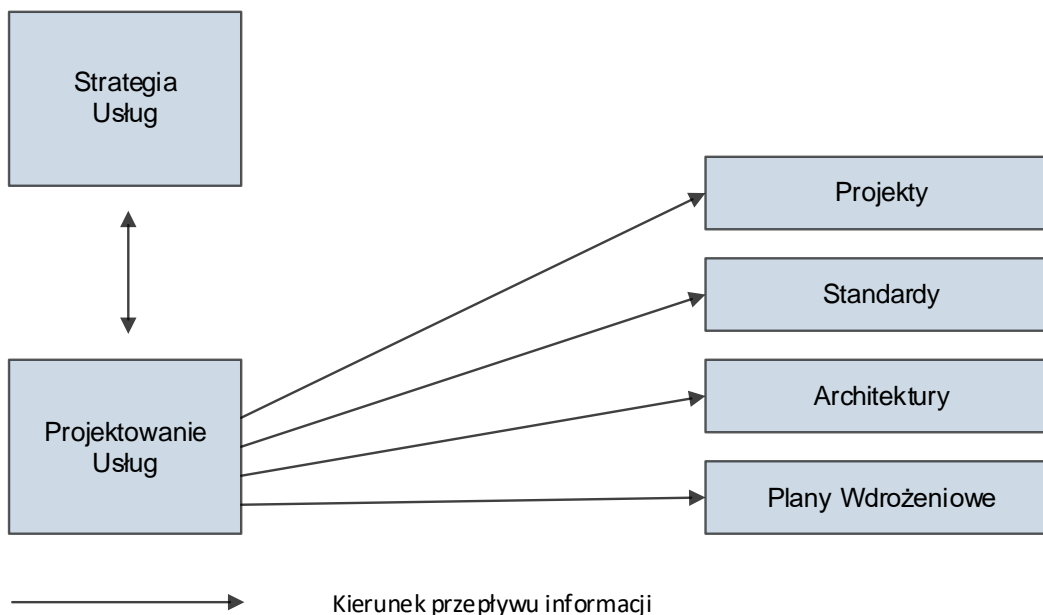 Strategia
Usług
Projekty
Standardy
Architektury
Projektowanie
Usług
Plany Wdrożeniowe
Kierunek przepływu informacji